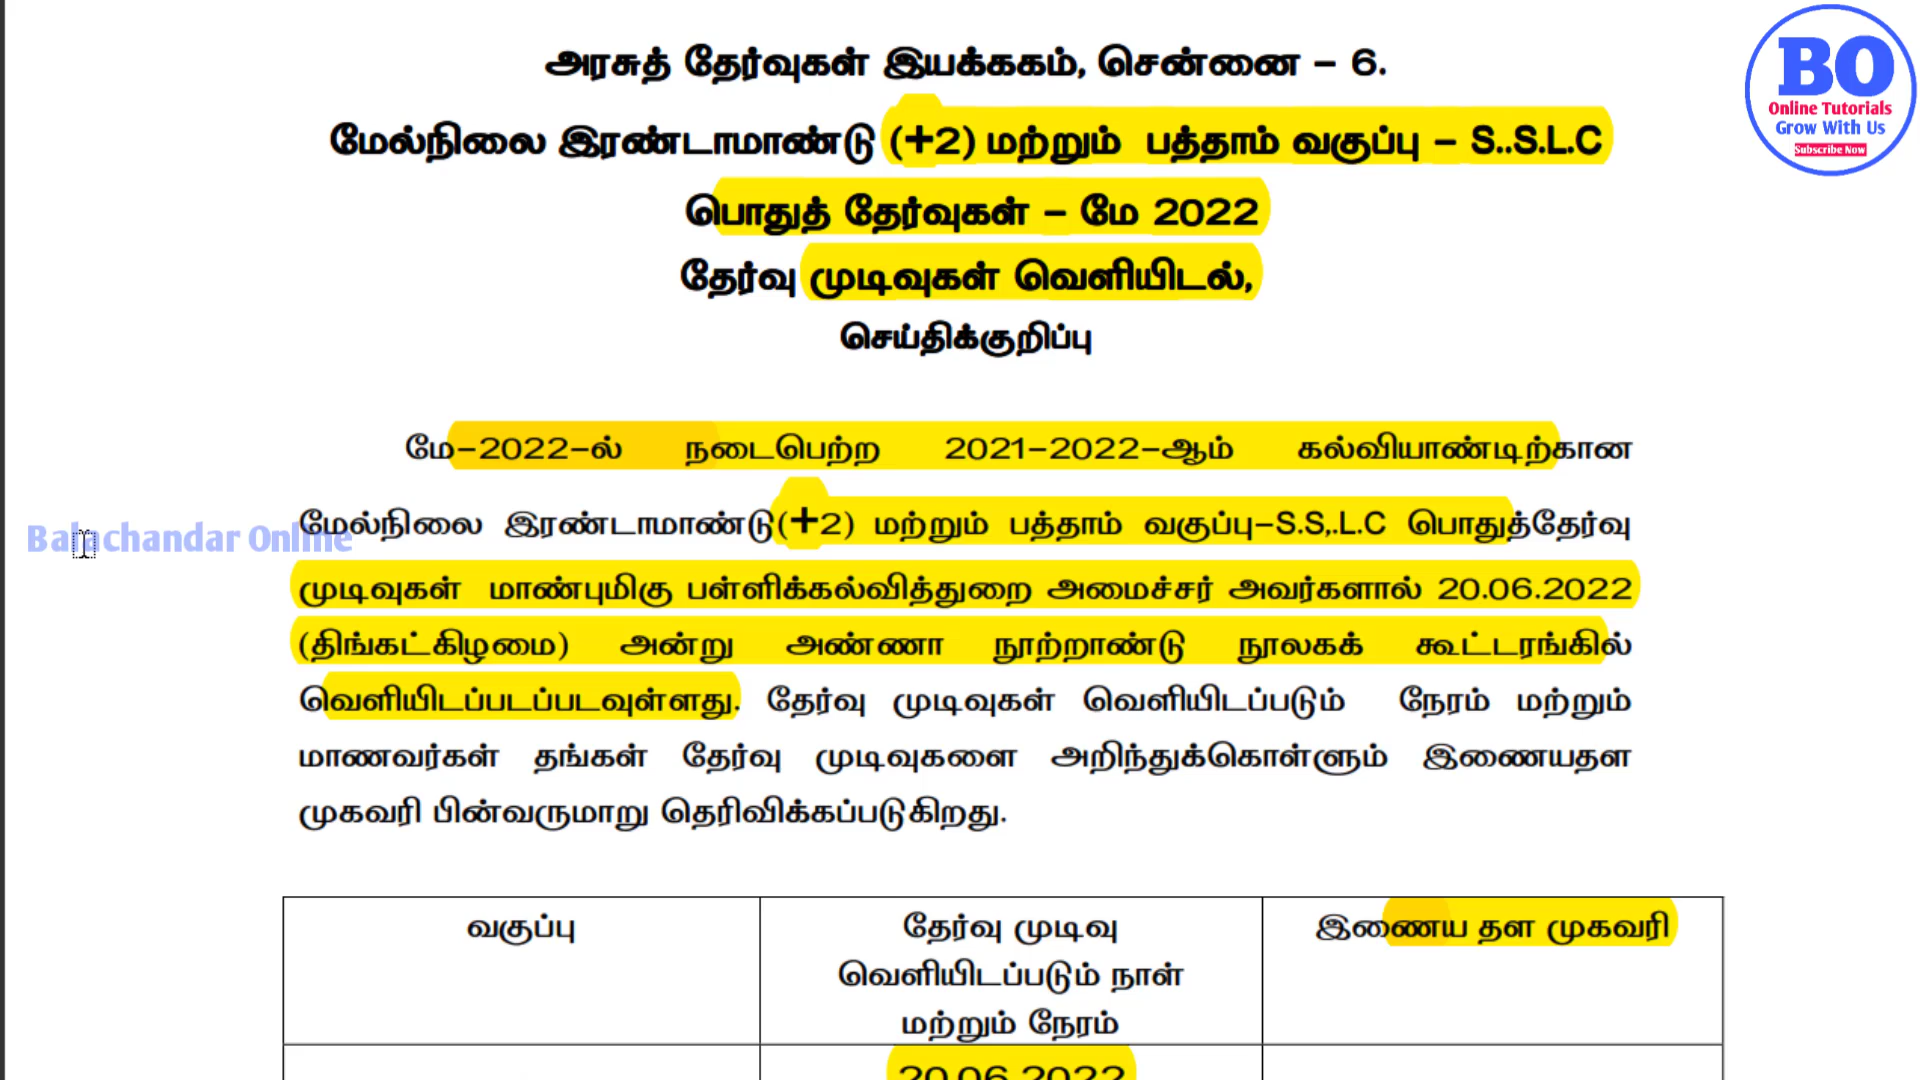 அரசுத் தேர்வுகள் இயக்ககம், சென்னை – 6.
மேல்நிலை இரண்டாமாண்டு (+2) மற்றும் பத்தாம் வகுப்பு – S..S.L.C
பொதுத் தேர்வுகள் – மே 2022
தேர்வு முடிவுகள் வெளியிடல்,
செய்திக்குறிப்பு
BO
Online Tutorials
Grow With Us
Subscribe Now
மே-2022-ல் நடைபெற்ற 2021-2022-ஆம் கல்வியாண்டிற்கான
மேல்நிலை இரண்டாமாண்டு(+2) மற்றும் பத்தாம் வகுப்பு-S.S,.L.C பொதுத்தேர்வு
Balachandar Online
முடிவுகள் மாண்புமிகு பள்ளிக்கல்வித்துறை அமைச்சர் அவர்களால் 20.06.2022
(திங்கட்கிழமை) அன்று அண்ணா நூற்றாண்டு நூலகக் கூட்டரங்கில்
வெளியிடப்படப்படவுள்ளது. தேர்வு முடிவுகள் வெளியிடப்படும் நேரம் மற்றும்
மாணவர்கள் தங்கள் தேர்வு முடிவுகளை அறிந்துக்கொள்ளும் இணையதள
முகவரி பின்வருமாறு தெரிவிக்கப்படுகிறது.
வகுப்பு
தேர்வு முடிவு
வெளியிடப்படும் நாள்
மற்றும் நேரம்
இணைய தள முகவரி
20.06.2022